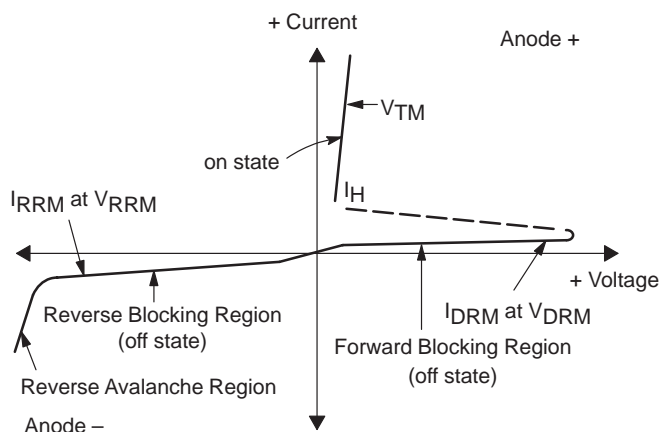 + Current
Anode +
VTM
on state
IH
IRRM at VRRM
+ Voltage
IDRM at VDRM
Reverse Blocking Region
(off state)
Forward Blocking Region
(off state)
Reverse Avalanche Region
Anode –